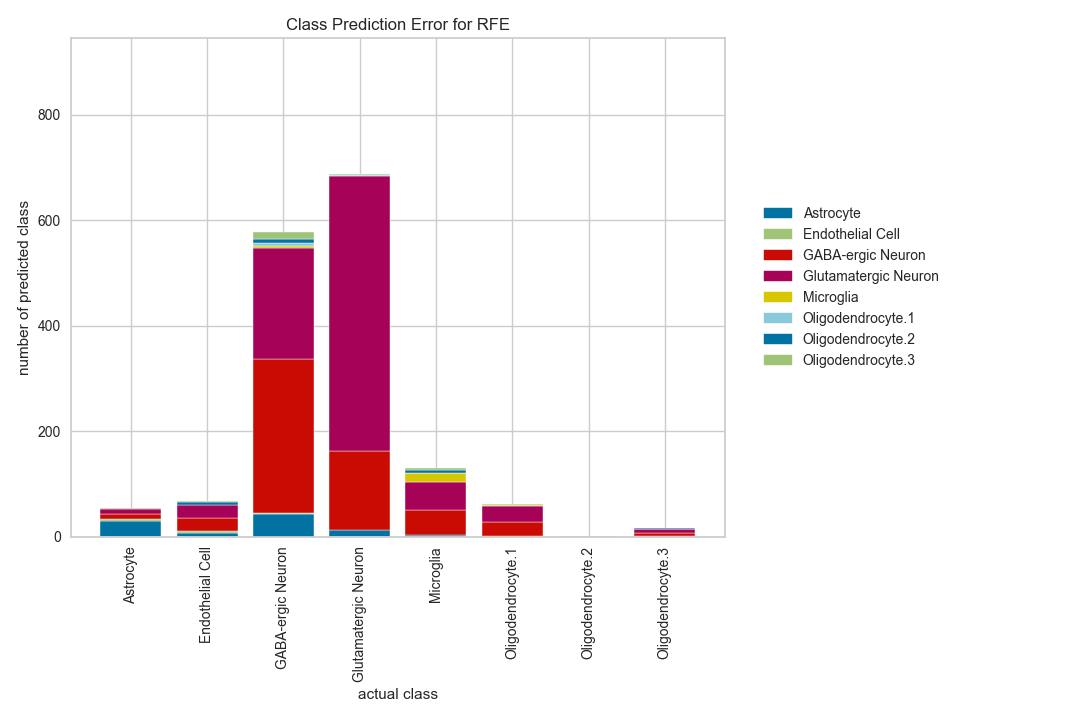 Class Prediction Error for RFE
number of predicted class
800
600
400
200
0
Astrocyte
Endothelial Cell
GABA-ergic Neuron
Glutamatergic Neuron
Microglia
Oligodendrocyte.1
Oligodendrocyte.2
Oligodendrocyte.3
actual class
Astrocyte
Endothelial Cell
GABA-ergic Neuron
Glutamatergic Neuron
Microglia
Oligodendrocyte.1
Oligodendrocyte.2
Oligodendrocyte.3